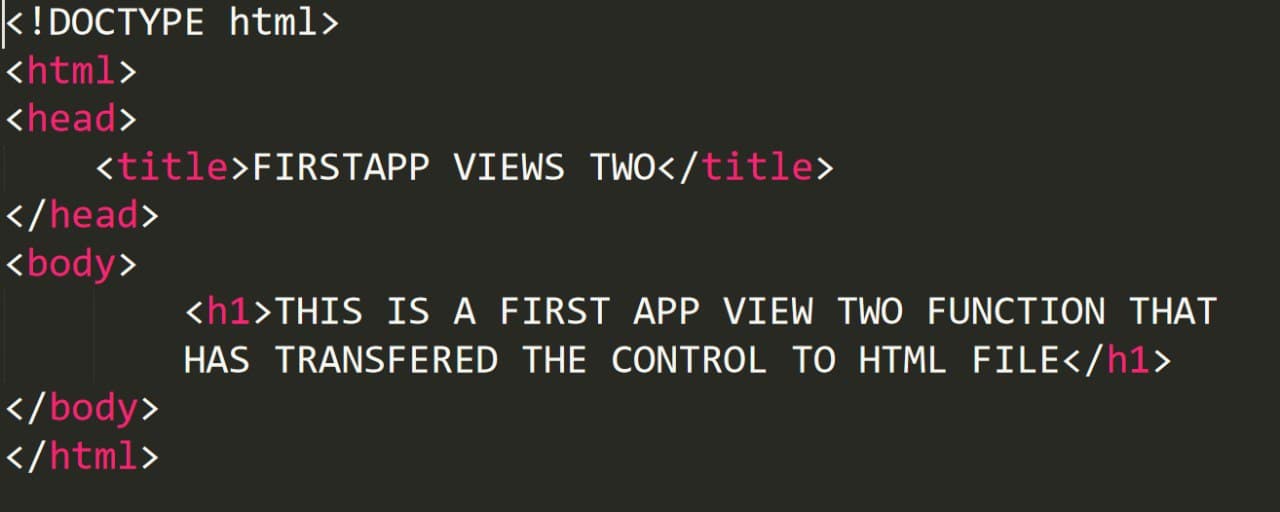 <!DOCTYPE html>
<html>
<head>
    <title>FIRSTAPP VIEWS TWO</title>
</head>
<body>
        <h1>THIS IS A FIRST APP VIEW TWO FUNCTION THAT
        HAS TRANSFERED THE CONTROL TO HTML FILE</h1>
</body>
</html>